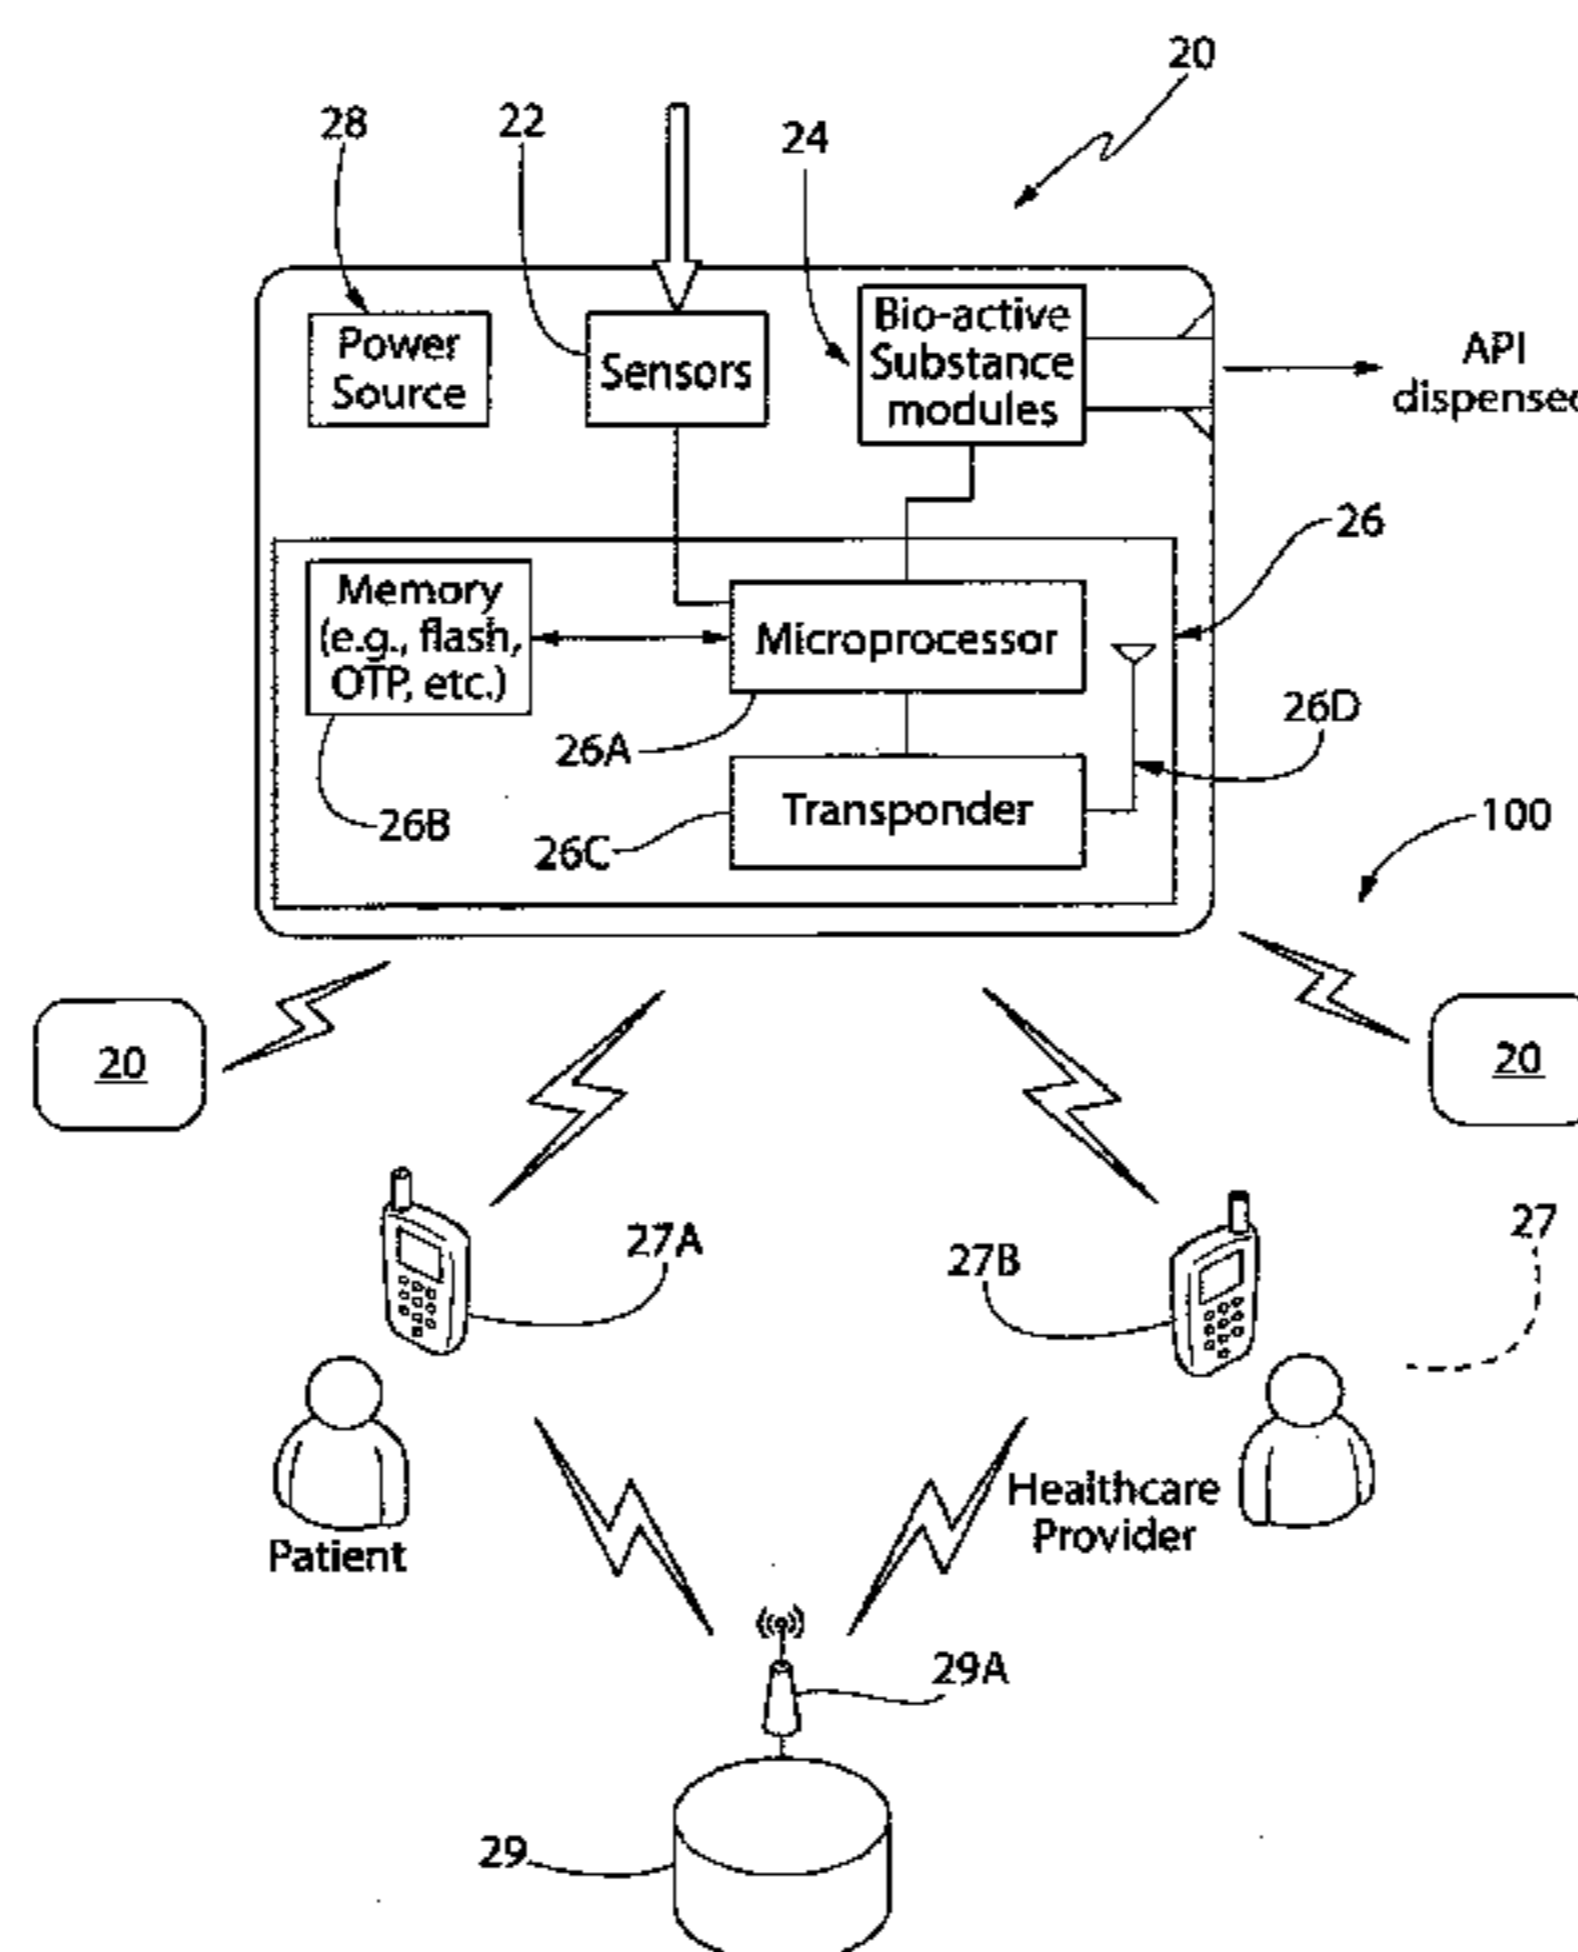 20
28
22
24
Power
Source
Sensors
Bio-active
Substance
modules
API
dispensed
26
Memory
(e.g., flash,
OTP, etc.)
Microprocessor
26A
26D
26B
26C
Transponder
100
20
20
27A
27B
27
Patient
Healthcare
Provider
29A
29